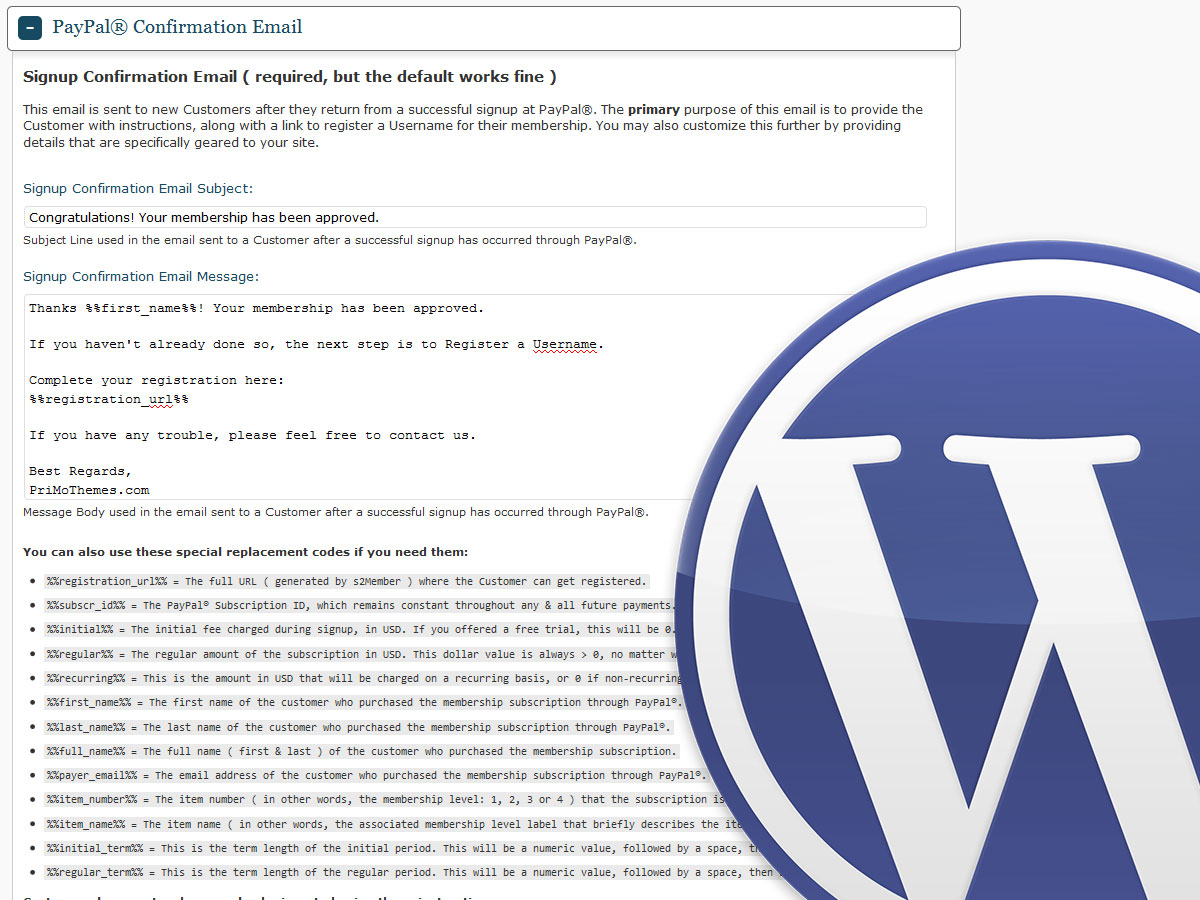 PayPal® Confirmation Email
Signup Confirmation Email ( required, but the default works fine )
This email is sent to new Customers after they return from a successful signup at PayPal®. The primary purpose of this email is to provide the
Customer with instructions, along with a link to register a Username for their membership. You may also customize this further by providing
details that are specifically geared to your site.
Signup Confirmation Email Subject:
Congratulations! Your membership has been approved.
Subject Line used in the email sent to a Customer after a successful signup has occurred through PayPal®.
Signup Confirmation Email Message:
Thanks %%first_name%%! Your membership has been approved.
If you haven't already done so, the next step is to Register a Username.
Complete your registration here:
%%registration_url%%
If you have any trouble, please feel free to contact us.
Best Regards,
PriMoThemes.com
Message Body used in the email sent to a Customer after a successful signup has occurred through PayPal®.
You can also use these special replacement codes if you need them:
%%registration_url%% = The full URL ( generated by s2Member ) where the Customer can get registered.
%%subscr_id%% = The PayPal® Subscription ID, which remains constant throughout any & all future payments.
%%initial%% = The initial fee charged during signup, in USD. If you offered a free trial, this will be 0.
%%regular%% = The regular amount of the subscription in USD. This dollar value is always > 0, no matter
%%recurring%% = This is the amount in USD that will be charged on a recurring basis, or 0 if non-recurring
%%first_name%% = The first name of the customer who purchased the membership subscription through PayPal®.
%%last_name%% = The last name of the customer who purchased the membership subscription through PayPal®.
%%full_name%% = The full name ( first & last ) of the customer who purchased the membership subscription.
%%payer_email%% = The email address of the customer who purchased the membership subscription through PayPal®.
%%item_number%% = The item number ( in other words, the membership level: 1, 2, 3 or 4 ) that the subscription is
%%item_name%% = The item name ( in other words, the associated membership level label that briefly describes the
%%initial_term%% = This is the term length of the initial period. This will be a numeric value, followed by a space,
%%regular_term%% = This is the term length of the regular period. This will be a numeric value, followed by a space, then
W